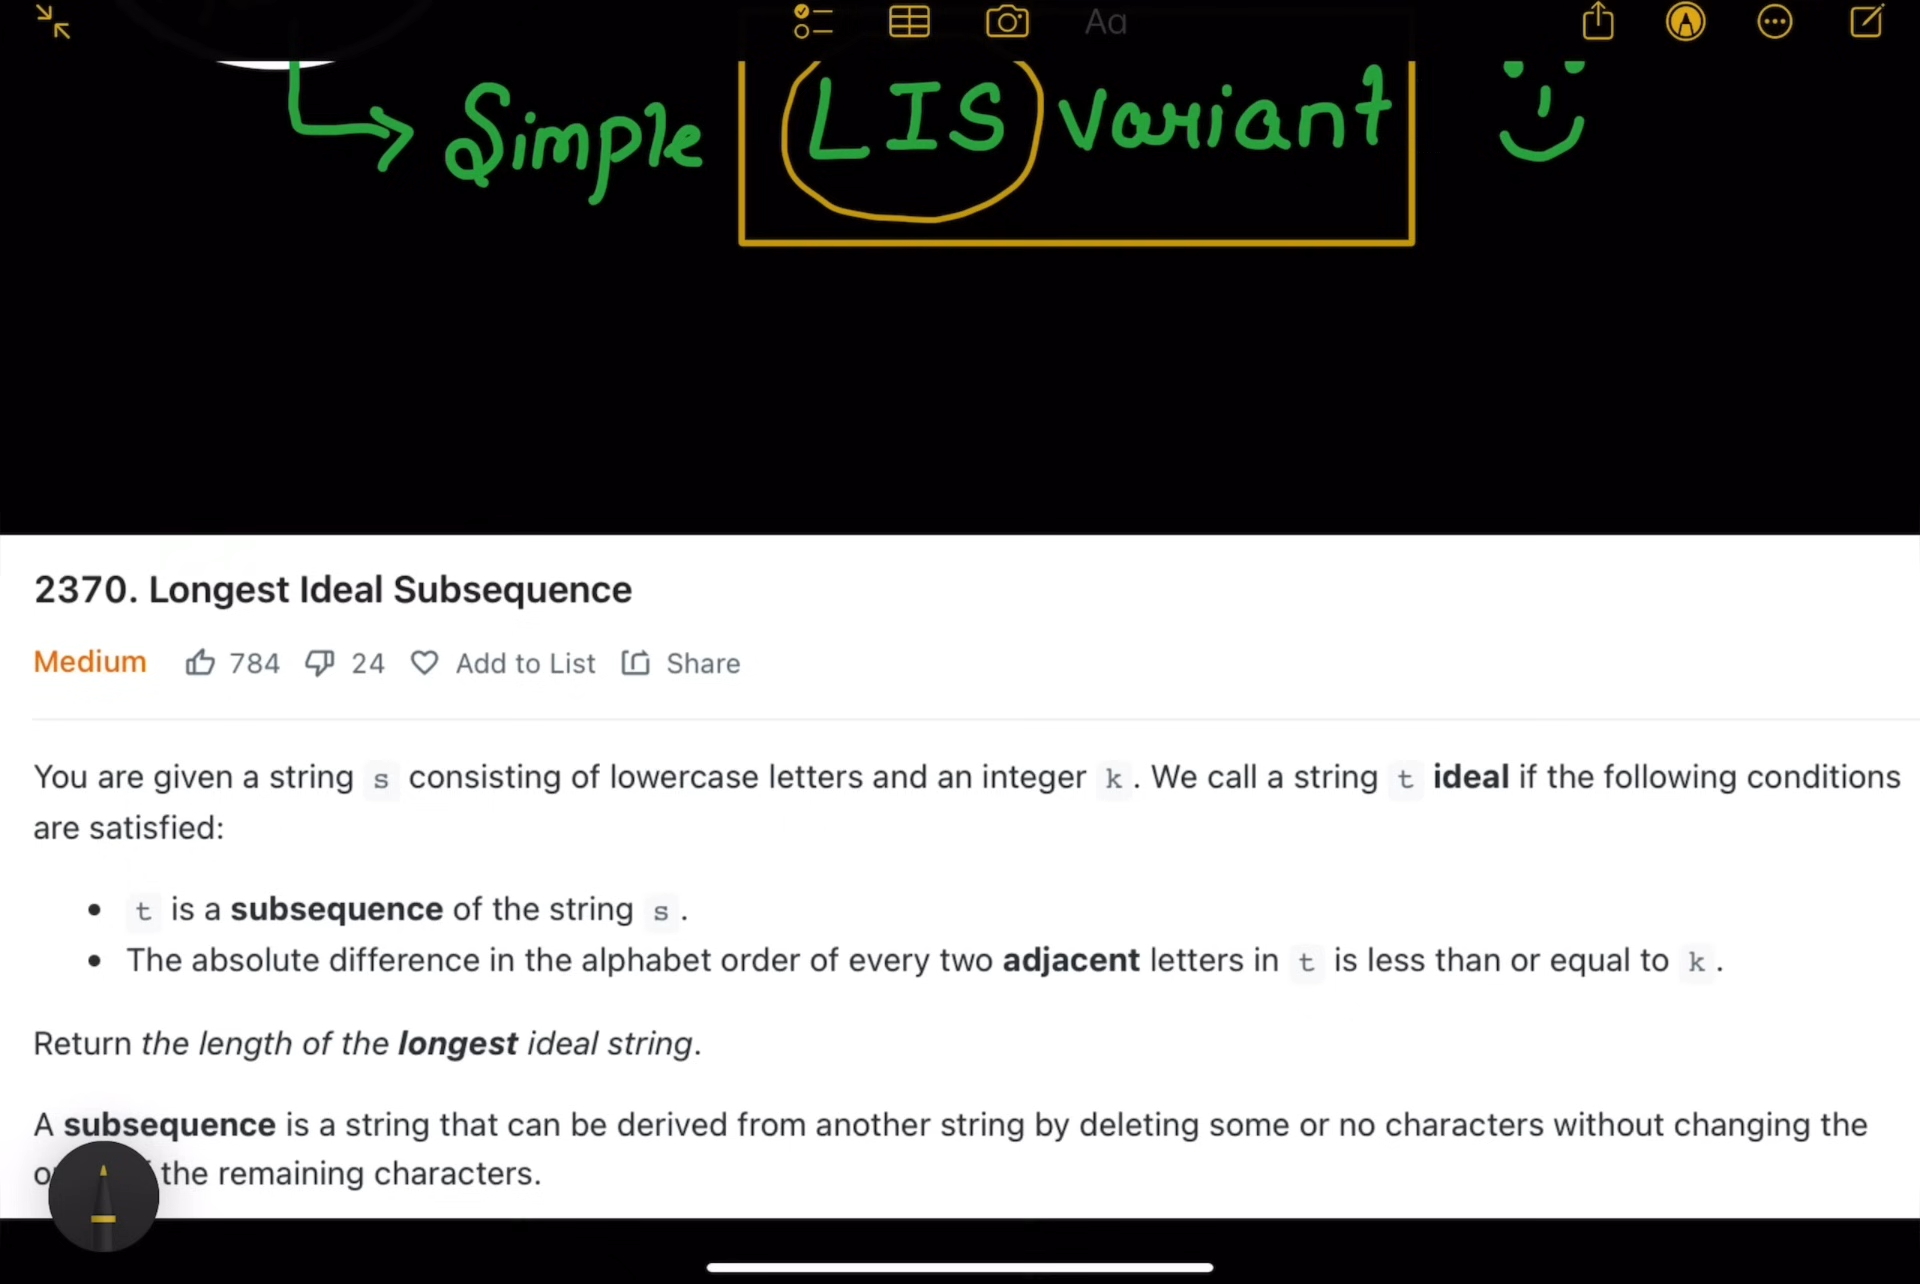 Aa
Simple LIS variant
2370. Longest Ideal Subsequence
Medium 784 24 Add to List Share
You are given a string s consisting of lowercase letters and an integer k. We call a string t ideal if the following conditions
are satisfied:
• t is a subsequence of the string s.
• The absolute difference in the alphabet order of every two adjacent letters in t is less than or equal to k.
Return the length of the longest ideal string.
A subsequence is a string that can be derived from another string by deleting some or no characters without changing the
the remaining characters.